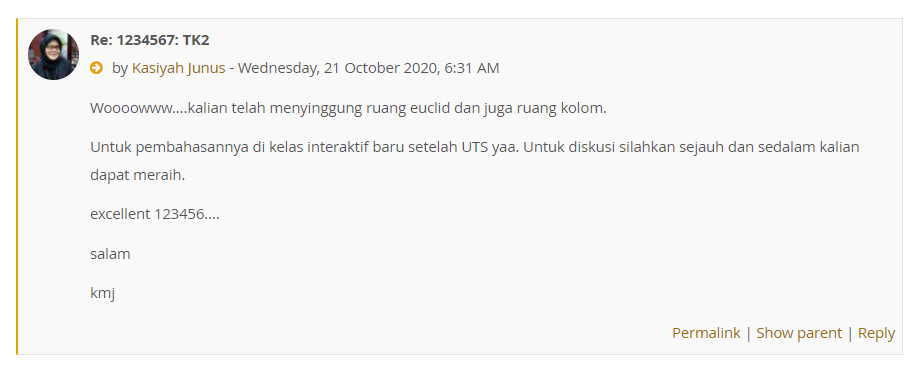 Re: 1234567: TK2
by Kasiyah Junus - Wednesday, 21 October 2020, 6:31 AM
Woooowww....kalian telah menyinggung ruang euclid dan juga ruang kolom.
Untuk pembahasannya di kelas interaktif baru setelah UTS yaa. Untuk diskusi silahkan sejauh dan sedalam kalian
dapat meraih.
excellent 123456....
salam
kmj
Permalink | Show parent | Reply